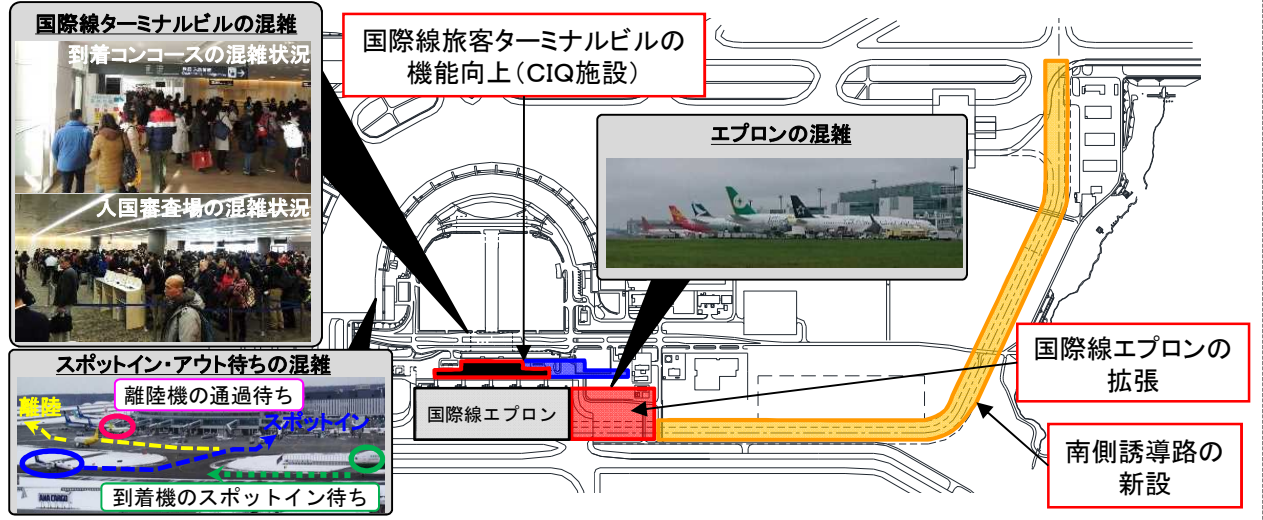 国際線ターミナルビルの混雑
到着コンコースの混雑状況
入国審査場の混雑状況
国際線旅客ターミナルビルの
機能向上(CIQ施設)
エプロンの混雑
スポットイン・アウト待ちの混雑
離陸機の通過待ち
離陸
スポットイン
到着機のスポットイン待ち
ANA CARGO
国際線エプロン
国際線エプロンの
拡張
南側誘導路の
新設